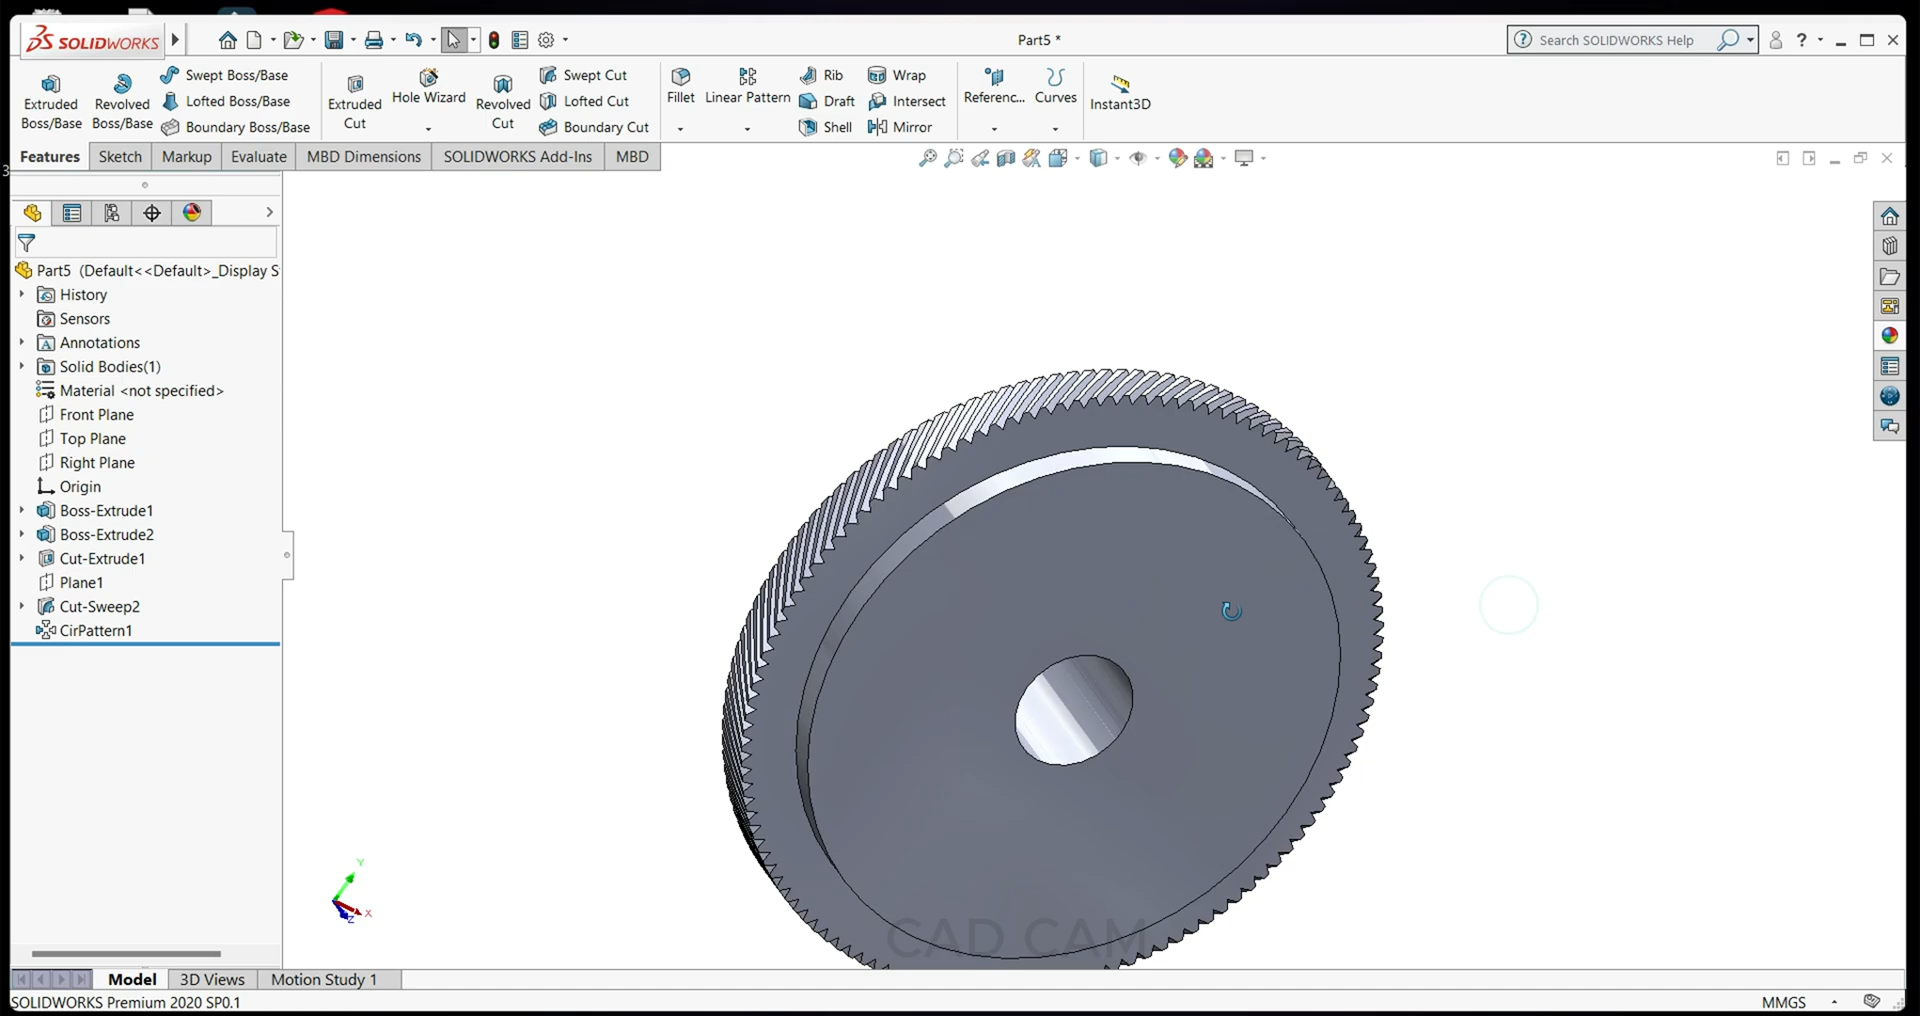 SOLIDWORKS
Part5 *
Search SOLIDWORKS Help
?
Extruded Boss/Base
Revolved Boss/Base
Swept Boss/Base
Lofted Boss/Base
Boundary Boss/Base
Extruded Cut
Hole Wizard
Revolved Cut
Swept Cut
Lofted Cut
Boundary Cut
Fillet
Linear Pattern
Rib
Draft
Shell
Wrap
Intersect
Mirror
Referenc...
Curves
Instant3D
Features
Sketch
Markup
Evaluate
MBD Dimensions
SOLIDWORKS Add-Ins
MBD
3
Part5 (Default<<Default>_Display S
History
Sensors
Annotations
Solid Bodies(1)
Material <not specified>
Front Plane
Top Plane
Right Plane
Origin
Boss-Extrude1
Boss-Extrude2
Cut-Extrude1
Plane1
Cut-Sweep2
CirPattern1
Y
X
Z
CAD CAM
Model
3D Views
Motion Study 1
SOLIDWORKS Premium 2020 SP0.1
MMGS